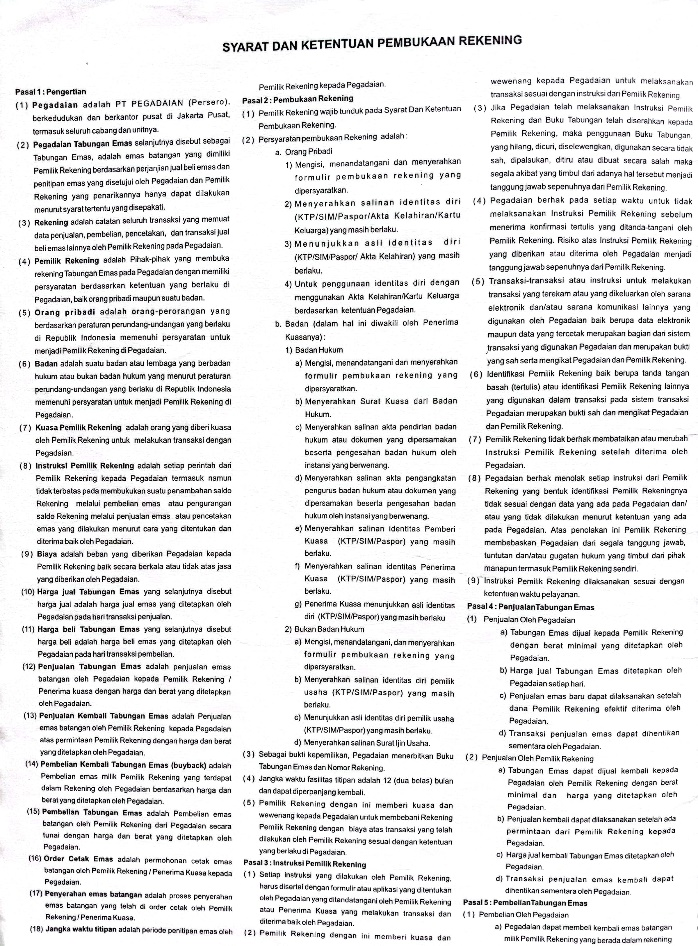 SYARAT DAN KETENTUAN PEMBUKAAN REKENING
Pasal 1 : Pengertian
(1) Pegadaian adalah PT PEGADAIAN (Persero),
berkedudukan dan berkantor pusat di Jakarta Pusat,
termasuk seluruh cabang dan unitnya.
(2) Pegadaian Tabungan Emas selanjutnya disebut sebagai
Tabungan Emas, adalah emas batangan yang dimiliki
Pemilik Rekening berdasarkan perjanjian jual beli emas dan
penitipan emas yang disetujui oleh Pegadaian dan Pemilik
Rekening yang penarikannya hanya dapat dilakukan
menurut syarat tertentu yang disepakati.
(3) Rekening adalah catatan seluruh transaksi yang memuat
data penjualan, pembelian, pencetakan, dan transaksi jual
beli emas lainnya oleh Pemilik Rekening pada Pegadaian.
(4) Pemilik Rekening adalah Pihak-pihak yang membuka
rekening Tabungan Emas pada Pegadaian dengan memiliki
persyaratan berdasarkan ketentuan yang berlaku di
Pegadaian, baik orang pribadi maupun suatu badan.
(5) Orang pribadi adalah orang-perorangan yang
berdasarkan peraturan perundang-undangan yang berlaku
di Republik Indonesia memenuhi persyaratan untuk
menjadi Pemilik Rekening di Pegadaian.
(6) Badan adalah suatu badan atau lembaga yang berbadan
hukum atau bukan badan hukum yang menurut peraturan
perundang-undangan yang berlaku di Republik Indonesia
memenuhi persyaratan untuk menjadi Pemilik Rekening di
Pegadaian.
(7) Kuasa Pemilik Rekening adalah orang yang diberi kuasa
oleh Pemilik Rekening untuk melakukan transaksi dengan
Pegadaian.
(8) Instruksi Pemilik Rekening adalah setiap perintah dari
Pemilik Rekening kepada Pegadaian termasuk namun
tidak terbatas pada membukukan suatu penambahan saldo
Rekening melalui pembelian emas atau pengurangan
saldo Rekening melalui penjualan emas atau pencetakan
emas yang dilakukan menurut cara yang ditentukan dan
diterima baik oleh Pegadaian.
(9) Biaya adalah beban yang diberikan Pegadaian kepada
Pemilik Rekening baik secara berkala atau tidak atas jasa
yang diberikan oleh Pegadaian.
(10) Harga jual Tabungan Emas yang selanjutnya disebut
harga jual adalah harga jual emas yang ditetapkan oleh
Pegadaian pada hari transaksi penjualan.
(11) Harga beli Tabungan Emas yang selanjutnya disebut
harga beli adalah harga beli emas yang ditetapkan oleh
Pegadaian pada hari transaksi pembelian.
(12) Penjualan Tabungan Emas adalah penjualan emas
batangan oleh Pegadaian kepada Pemilik Rekening /
Penerima kuasa dengan harga dan berat yang ditetapkan
oleh Pegadaian.
(13) Penjualan Kembali Tabungan Emas adalah Penjualan
emas batangan oleh Pemilik Rekening kepada Pegadaian
atas permintaan Pemilik Rekening dengan harga dan berat
yang ditetapkan oleh Pegadaian.
(14) Pembelian Kembali Tabungan Emas (buyback) adalah
Pembelian emas milik Pemilik Rekening yang terdapat
dalam Rekening oleh Pegadaian berdasarkan harga dan
berat yang ditetapkan oleh Pegadaian.
(15) Pembelian Tabungan Emas adalah Pembelian emas
batangan oleh Pemilik Rekening dari Pegadaian secara
tunai dengan harga dan berat yang ditetapkan oleh
Pegadaian.
(16) Order Cetak Emas adalah permohonan cetak emas
batangan oleh Pemilik Rekening / Penerima Kuasa kepada
Pegadaian.
(17) Penyerahan emas batangan adalah proses penyerahan
emas batangan yang telah di order cetak oleh Pemilik
Rekening / Penerima Kuasa.
(18) Jangka waktu titipan adalah periode penitipan emas oleh
Pemilik Rekening kepada Pegadaian.
Pasal 2 : Pembukaan Rekening
(1) Pemilik Rekening wajib tunduk pada Syarat Dan Ketentuan
Pembukaan Rekening.
(2) Persyaratan pembukaan Rekening adalah :
a. Orang Pribadi
1) Mengisi, menandatangani dan menyerahkan
formulir pembukaan rekening yang
dipersyaratkan.
2) Menyerahkan salinan identitas diri
(KTP/SIM/Paspor/Akta Kelahiran/Kartu
Keluarga) yang masih berlaku.
3) Menunjukkan asli identitas diri
(KTP/SIM/Paspor/ Akta Kelahiran) yang masih
berlaku.
4) Untuk penggunaan identitas diri dengan
menggunakan Akta Kelahiran/Kartu Keluarga
berdasarkan ketentuan Pegadaian.
b. Badan (dalam hal ini diwakili oleh Penerima
Kuasanya) :
1) Badan Hukum
a) Mengisi, menandatangani dan menyerahkan
formulir pembukaan rekening yang
dipersyaratkan.
b) Menyerahkan Surat Kuasa dari Badan
Hukum.
c) Menyerahkan salinan akta pendirian badan
hukum atau dokumen yang dipersamakan
beserta pengesahan badan hukum oleh
instansi yang berwenang.
d) Menyerahkan salinan akta pengangkatan
pengurus badan hukum atau dokumen yang
dipersamakan beserta pengesahan badan
hukum oleh instansi yang berwenang.
e) Menyerahkan salinan identitas Pemberi
Kuasa (KTP/SIM/Paspor) yang masih
berlaku.
f) Menyerahkan salinan identitas Penerima
Kuasa (KTP/SIM/Paspor) yang masih
berlaku.
g) Penerima Kuasa menunjukkan asli identitas
diri (KTP/SIM/Paspor) yang masih berlaku
2) Bukan Badan Hukum
a) Mengisi, menandatangani, dan menyerahkan
formulir pembukaan rekening yang
dipersyaratkan.
b) Menyerahkan salinan identitas diri pemilik
usaha (KTP/SIM/Paspor) yang masih
berlaku.
c) Menunjukkan asli identitas diri pemilik usaha
(KTP/SIM/Paspor) yang masih berlaku.
d) Menyerahkan salinan Surat Ijin Usaha.
(3) Sebagai bukti kepemilikan, Pegadaian menerbitkan Buku
Tabungan Emas dan Nomor Rekening.
(4) Jangka waktu fasilitas titipan adalah 12 (dua belas) bulan
dan dapat diperpanjang kembali.
(5) Pemilik Rekening dengan ini memberi kuasa dan
wewenang kepada Pegadaian untuk membebani Rekening
Pemilik Rekening dengan biaya atas transaksi yang telah
dilakukan oleh Pemilik Rekening sesuai dengan ketentuan
yang berlaku di Pegadaian.
Pasal 3 : Instruksi Pemilik Rekening
(1) Setiap Instruksi yang dilakukan oleh Pemilik Rekening,
harus disertai dengan formulir atau aplikasi yang ditentukan
oleh Pegadaian yang ditandatangani oleh Pemilik Rekening
atau Penerima Kuasa yang melakukan transaksi dan
diterima baik oleh Pegadaian.
(2) Pemilik Rekening dengan ini memberi kuasa dan
wewenang kepada Pegadaian untuk melaksanakan
transaksi sesuai dengan instruksi dari Pemilik Rekening
(3) Jika Pegadaian telah melaksanakan Instruksi Pemilik
Rekening dan Buku Tabungan telah diserahkan kepada
Pemilik Rekening, maka penggunaan Buku Tabungan
yang hilang, dicuri, diselewengkan, digunakan secara tidak
sah, dipalsukan, ditiru atau dibuat secara salah maka
segala akibat yang timbul dari adanya hal tersebut menjadi
tanggung jawab sepenuhnya dari Pemilik Rekening.
(4) Pegadaian berhak pada setiap waktu untuk tidak
melaksanakan Instruksi Pemilik Rekening sebelum
menerima konfirmasi tertulis yang ditanda-tangani oleh
Pemilik Rekening. Risiko atas Instruksi Pemilik Rekening
yang diberikan atau diterima oleh Pegadaian menjadi
tanggung jawab sepenuhnya dari Pemilik Rekening.
(5) Transaksi-transaksi atau instruksi untuk melakukan
transaksi yang terekam atau yang dikeluarkan oleh sarana
elektronik dan/atau sarana komunikasi lainnya yang
digunakan oleh Pegadaian baik berupa data elektronik
maupun data yang tercetak merupakan bagian dari sistem
transaksi yang digunakan Pegadaian dan merupakan bukti
yang sah serta mengikat Pegadaian dan Pemilik Rekening.
(6) Identifikasi Pemilik Rekening baik berupa tanda tangan
basah (tertulis) atau identifikasi Pemilik Rekening lainnya
yang digunakan dalam transaksi pada sistem transaksi
Pegadaian merupakan bukti sah dan mengikat Pegadaian
dan Pemilik Rekening.
(7) Pemilik Rekening tidak berhak membatalkan atau merubah
Instruksi Pemilik Rekening setelah diterima oleh
Pegadaian.
(8) Pegadaian berhak menolak setiap instruksi dari Pemilik
Rekening yang bentuk identifikasi Pemilik Rekeningnya
tidak sesuai dengan data yang ada pada Pegadaian dan/
atau yang tidak dilakukan menurut ketentuan yang ada
pada Pegadaian. Atas penolakan ini Pemilik Rekening
membebaskan Pegadaian dari segala tanggung jawab,
tuntutan dan/atau gugatan hukum yang timbul dari pihak
manapun termasuk Pemilik Rekening sendiri.
(9) Instruksi Pemilik Rekening dilaksanakan sesuai dengan
ketentuan waktu pelayanan.
Pasal 4 : Penjualan Tabungan Emas
(1) Penjualan Oleh Pegadaian
a) Tabungan Emas dijual kepada Pemilik Rekening
dengan berat minimal yang ditetapkan oleh
Pegadaian.
b) Harga jual Tabungan Emas ditetapkan oleh
Pegadaian setiap hari.
c) Penjualan emas baru dapat dilaksanakan setelah
dana Pemilik Rekening efektif diterima oleh
Pegadaian.
d) Transaksi penjualan emas dapat dihentikan
sementara oleh Pegadaian.
(2) Penjualan Oleh Pemilik Rekening
a) Tabungan Emas dapat dijual kembali kepada
Pegadaian oleh Pemilik Rekening dengan berat
minimal dan harga yang ditetapkan oleh
Pegadaian.
b) Penjualan kembali dapat dilaksanakan setelah ada
permintaan dari Pemilik Rekening kepada
Pegadaian.
c) Harga jual kembali Tabungan Emas ditetapkan oleh
Pegadaian.
d) Transaksi penjualan emas kembali dapat
dihentikan sementara oleh Pegadaian.
Pasal 5 : Pembelian Tabungan Emas
(1) Pembelian Oleh Pegadaian
a) Pegadaian dapat membeli kembali emas batangan
milik Pemilik Rekening yang berada dalam rekening